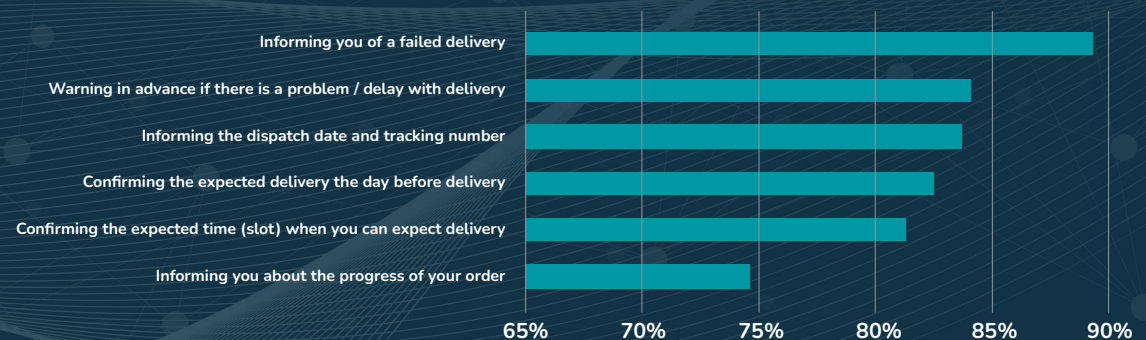 Informing you of a failed delivery
Warning in advance if there is a problem / delay with delivery
Informing the dispatch date and tracking number
Confirming the expected delivery the day before delivery
Confirming the expected time (slot) when you can expect delivery
Informing you about the progress of your order
65% 70% 75% 80% 85% 90%